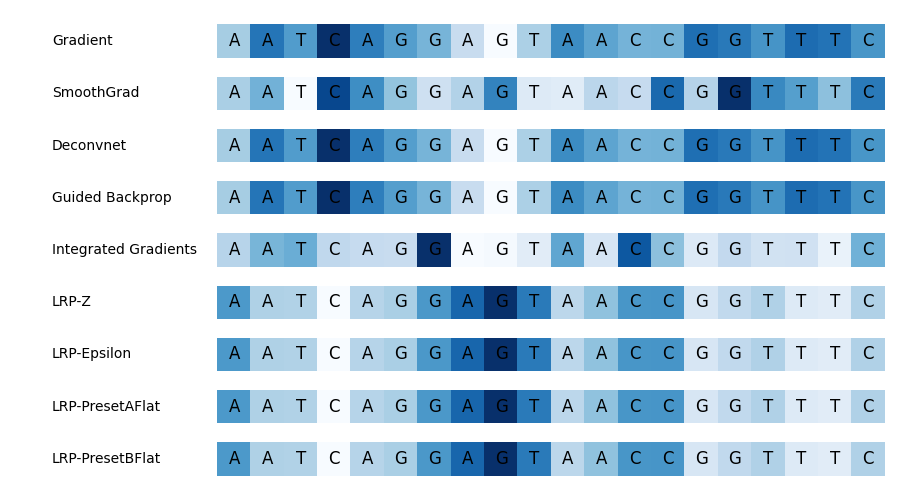 Gradient A A T C A G G A G T A A C C G G T T T C
SmoothGrad A A T C A G G A G T A A C C G G T T T C
Deconvnet A A T C A G G A G T A A C C G G T T T C
Guided Backprop A A T C A G G A G T A A C C G G T T T C
Integrated Gradients A A T C A G G A G T A A C C G G T T T C
LRP-Z A A T C A G G A G T A A C C G G T T T C
LRP-Epsilon A A T C A G G A G T A A C C G G T T T C
LRP-PresetAFlat A A T C A G G A G T A A C C G G T T T C
LRP-PresetBFlat A A T C A G G A G T A A C C G G T T T C